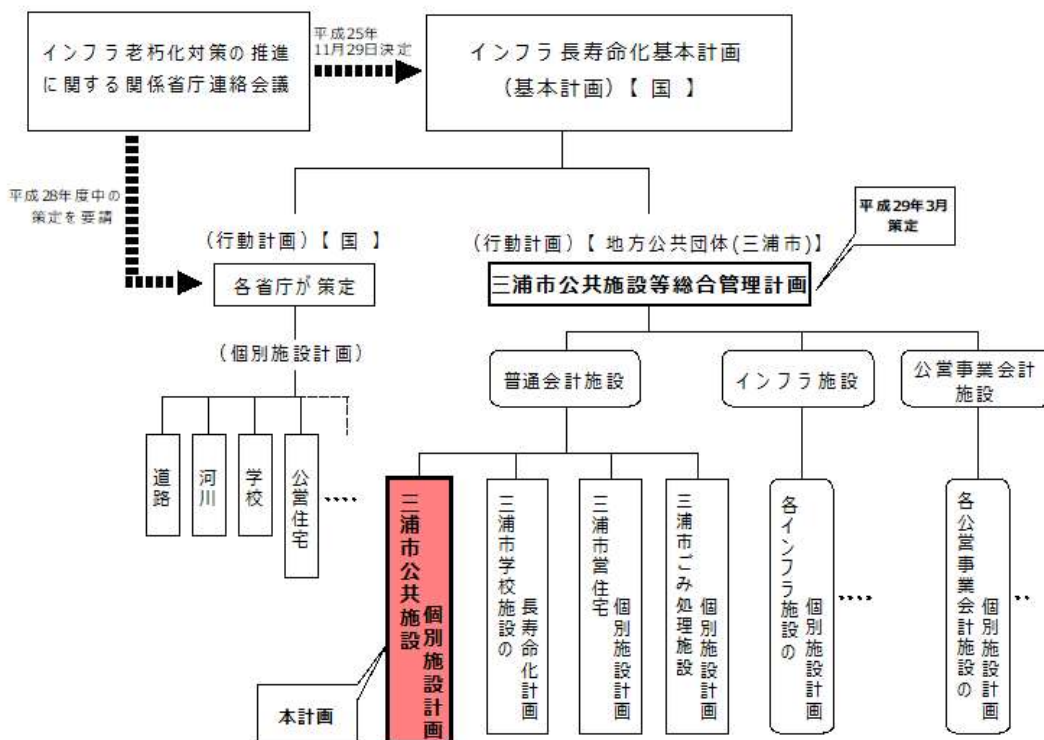 インフラ老朽化対策の推進
に関する関係省庁連絡会議
平成25年
11月29日決定
インフラ長寿命化基本計画
(基本計画)【 国 】
平成28年度中の
策定を要請
平成29年3月
策定
(行動計画)【 国 】
各省庁が策定
(行動計画)【 地方公共団体(三浦市)】
三浦市公共施設等総合管理計画
(個別施設計画)
普通会計施設
インフラ施設
公営事業会計
施設
道路
河川
学校
公営住宅
‥‥
三浦市公共施設
個別施設計画
三浦市学校施設の
長寿命化計画
三浦市営住宅
個別施設計画
三浦市ごみ処理施設
個別施設計画
各インフラ施設の
個別施設計画
‥‥
各公営事業会計施設の
個別施設計画
‥
本計画